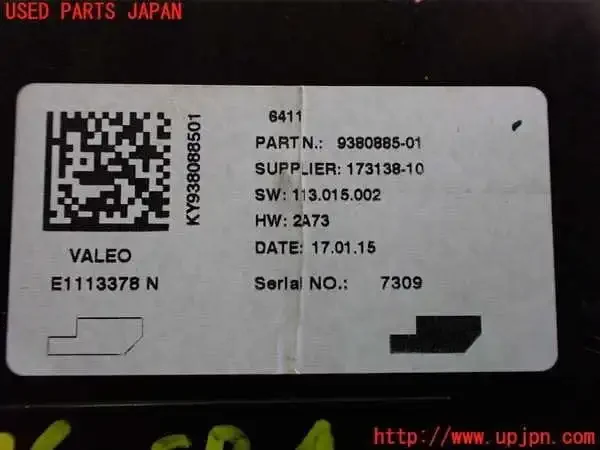 USED PARTS JAPAN
6411
PART N.: 9380885-01
SUPPLIER: 173138-10
SW: 113.015.002
HW: 2A73
DATE: 17.01.15
Serial NO.: 7309
KY938088501
VALEO
E1113378 N
http://www.upjpn.com/